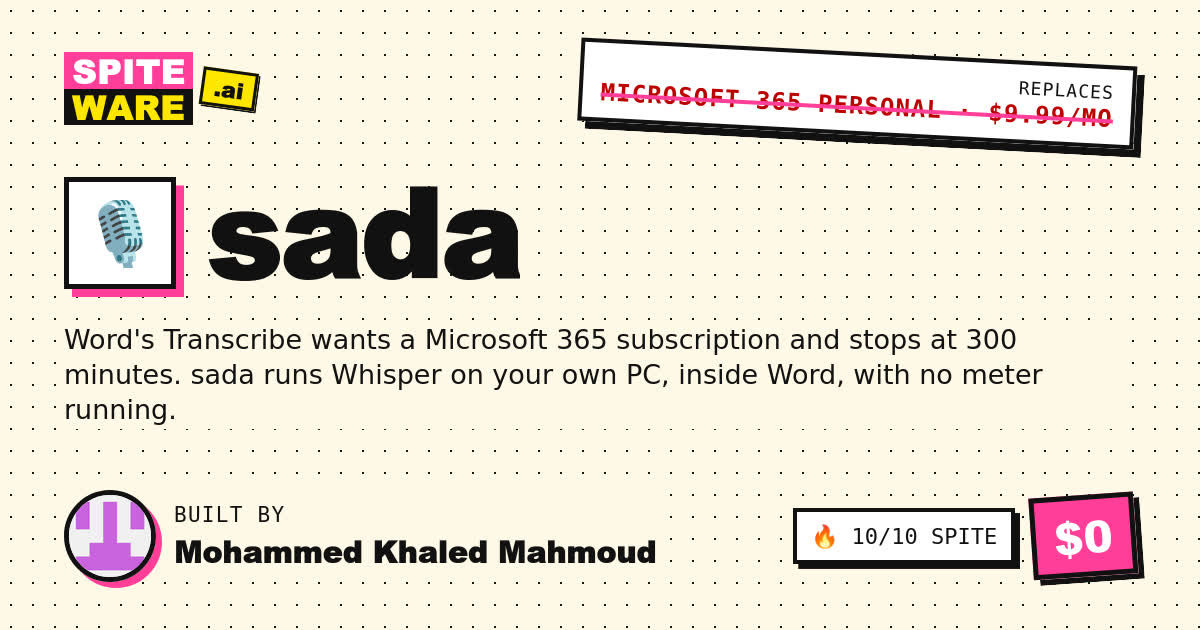 SPITE
WARE
.ai
REPLACES
MICROSOFT 365 PERSONAL · $9.99/MO
sada
Word's Transcribe wants a Microsoft 365 subscription and stops at 300
minutes. sada runs Whisper on your own PC, inside Word, with no meter
running.
BUILT BY
Mohammed Khaled Mahmoud
🔥 10/10 SPITE
$0